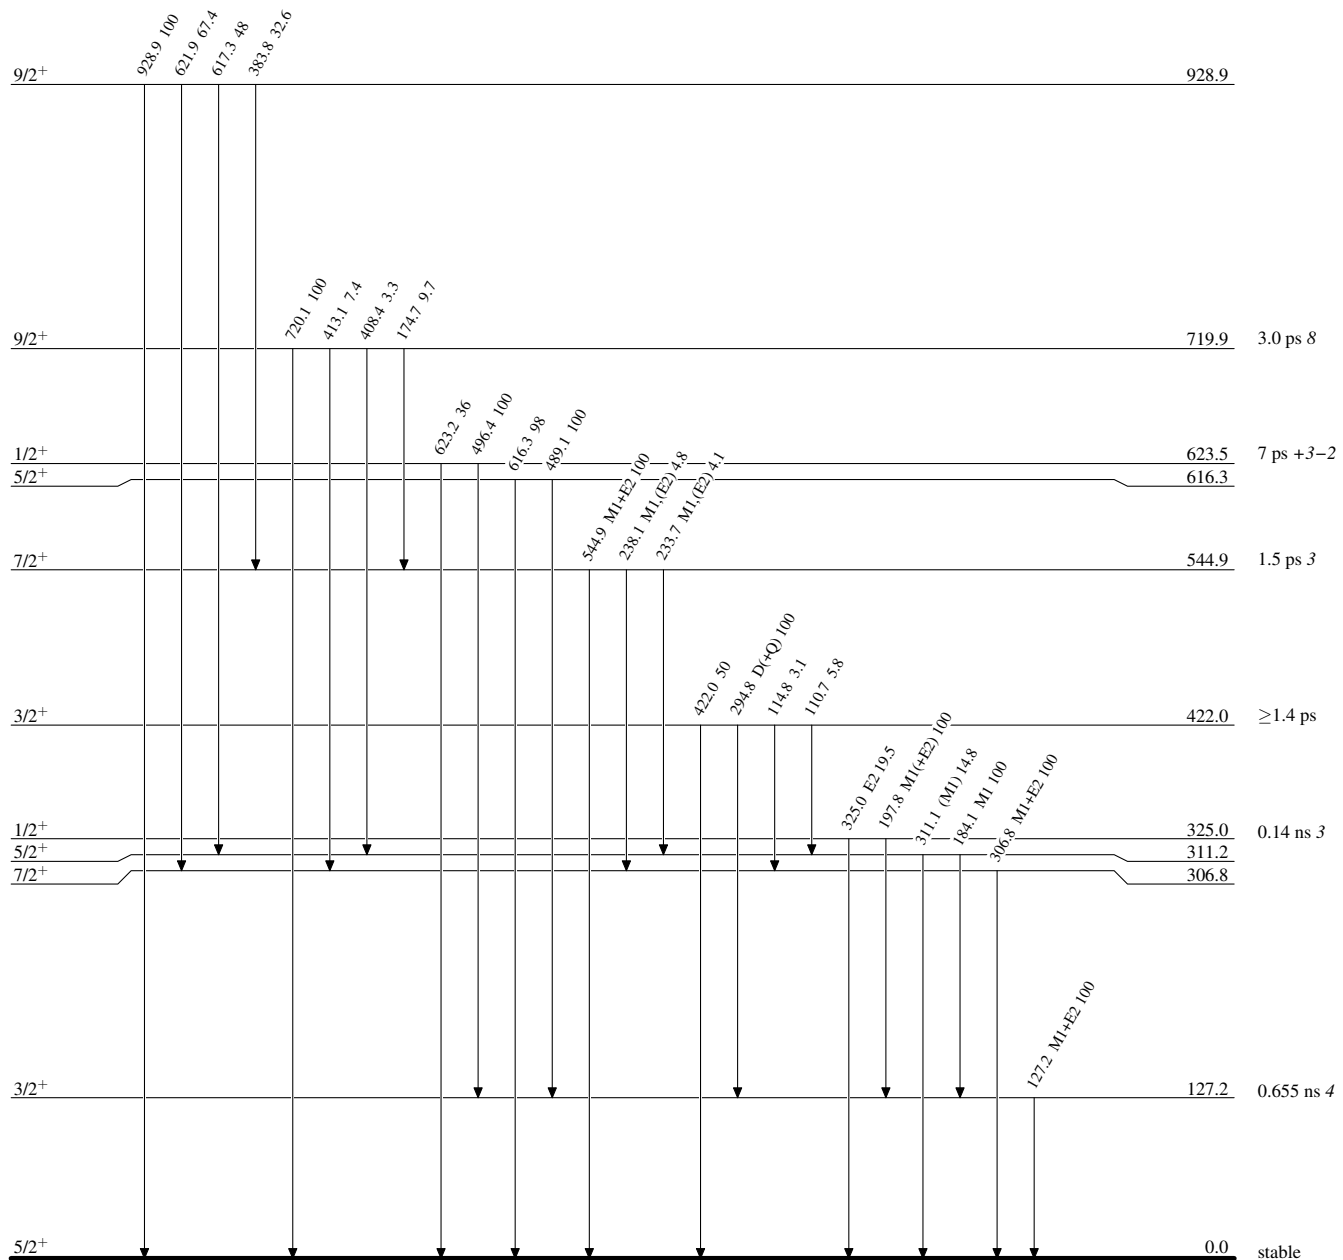 928.9 100
621.9 67.4
617.3 48
383.8 32.6
9/2+ 928.9
720.1 100
413.1 7.4
408.4 3.3
174.7 9.7
9/2+ 719.9 3.0 ps 8
623.2 36
496.4 100
616.3 98
489.1 100
1/2+ 623.5 7 ps +3−2
5/2+ 616.3
544.9 M1+E2 100
238.1 M1,(E2) 4.8
233.7 M1,(E2) 4.1
7/2+ 544.9 1.5 ps 3
422.0 50
294.8 D(+Q) 100
114.8 3.1
110.7 5.8
3/2+ 422.0 ≥1.4 ps
325.0 E2 19.5
197.8 M1(+E2) 100
311.1 (M1) 14.8
184.1 M1 100
306.8 M1+E2 100
1/2+ 325.0 0.14 ns 3
5/2+ 311.2
7/2+ 306.8
127.2 M1+E2 100
3/2+ 127.2 0.655 ns 4
5/2+ 0.0 stable